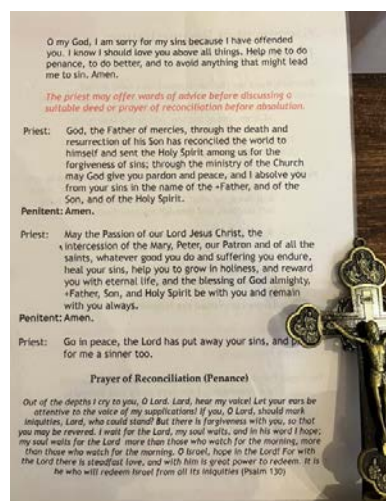 O my God, I am sorry for my sins because I have offended
you. I know I should love you above all things. Help me to do
penance, to do better, and to avoid anything that might lead
me to sin. Amen.
The priest may offer words of advice before discussing a
suitable deed or prayer of reconciliation before absolution.
Priest: God, the Father of mercies, through the death and
resurrection of his Son has reconciled the world to
himself and sent the Holy Spirit among us for the
forgiveness of sins; through the ministry of the Church
may God give you pardon and peace, and I absolve you
from your sins in the name of the +Father, and of the
Son, and of the Holy Spirit.
Penitent: Amen.
Priest: May the Passion of our Lord Jesus Christ, the
intercession of the Mary, Peter, our Patron and of all the
saints, whatever good you do and suffering you endure,
heal your sins, help you to grow in holiness, and reward
you with eternal life, and the blessing of God almighty,
+Father, Son, and Holy Spirit be with you and remain
with you always.
Penitent: Amen.
Priest: Go in peace, the Lord has put away your sins, and
for me a sinner too.
Prayer of Reconciliation (Penance)
Out of the depths I cry to you, O Lord. Lord, hear my voice! Let your ears be
attentive to the voice of my supplications! If you, O Lord, should mark
iniquities, Lord, who could stand? But there is forgiveness with you, so that
you may be revered. I wait for the Lord, my soul waits, and in his word I hope;
my soul waits for the Lord more than those who watch for the morning, more
than those who watch for the morning. O Israel, hope in the Lord! For with
the Lord there is steadfast love, and with him is great power to redeem. It is
he who will redeem Israel from all its iniquities (Psalm 130)